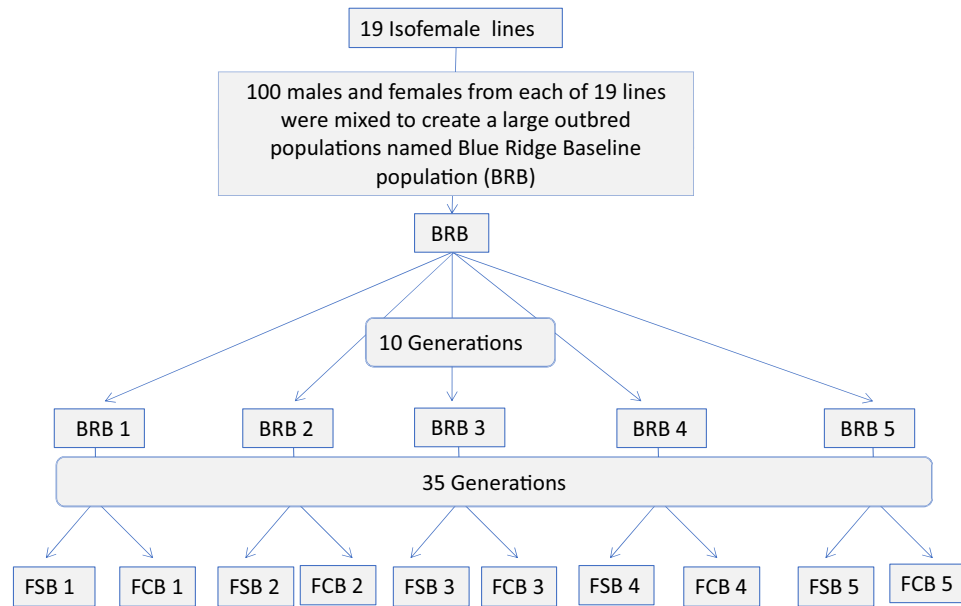 19 Isofemale lines
100 males and females from each of 19 lines
were mixed to create a large outbred
populations named Blue Ridge Baseline
population (BRB)
BRB
10 Generations
BRB 1
BRB 2
BRB 3
BRB 4
BRB 5
35 Generations
FSB 1
FCB 1
FSB 2
FCB 2
FSB 3
FCB 3
FSB 4
FCB 4
FSB 5
FCB 5